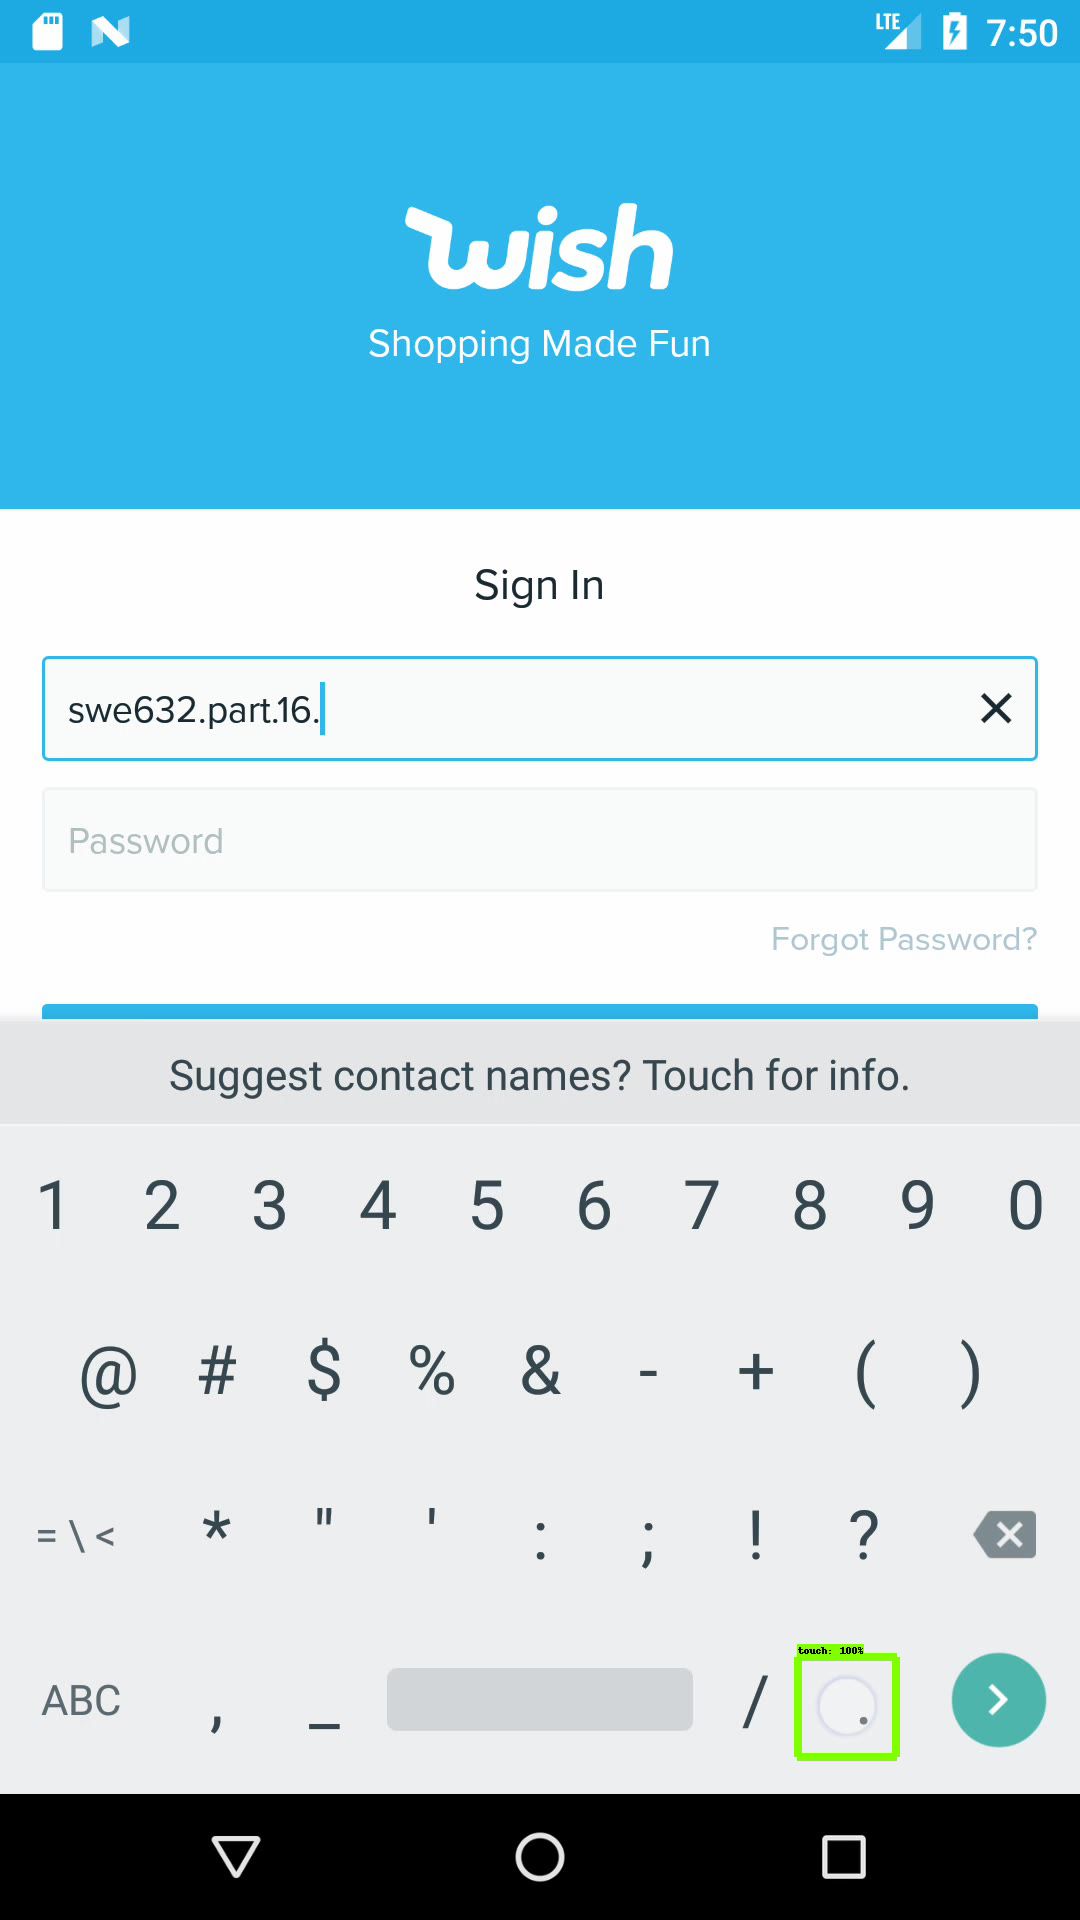 LTE 7:50
wish
Shopping Made Fun
Sign In
swe632.part.16.
Password
Forgot Password?
Suggest contact names? Touch for info.
1 2 3 4 5 6 7 8 9 0
@ # $ % & - + ( )
= \ < * " ' : ; ! ?
touch: 100%
ABC , _ / .